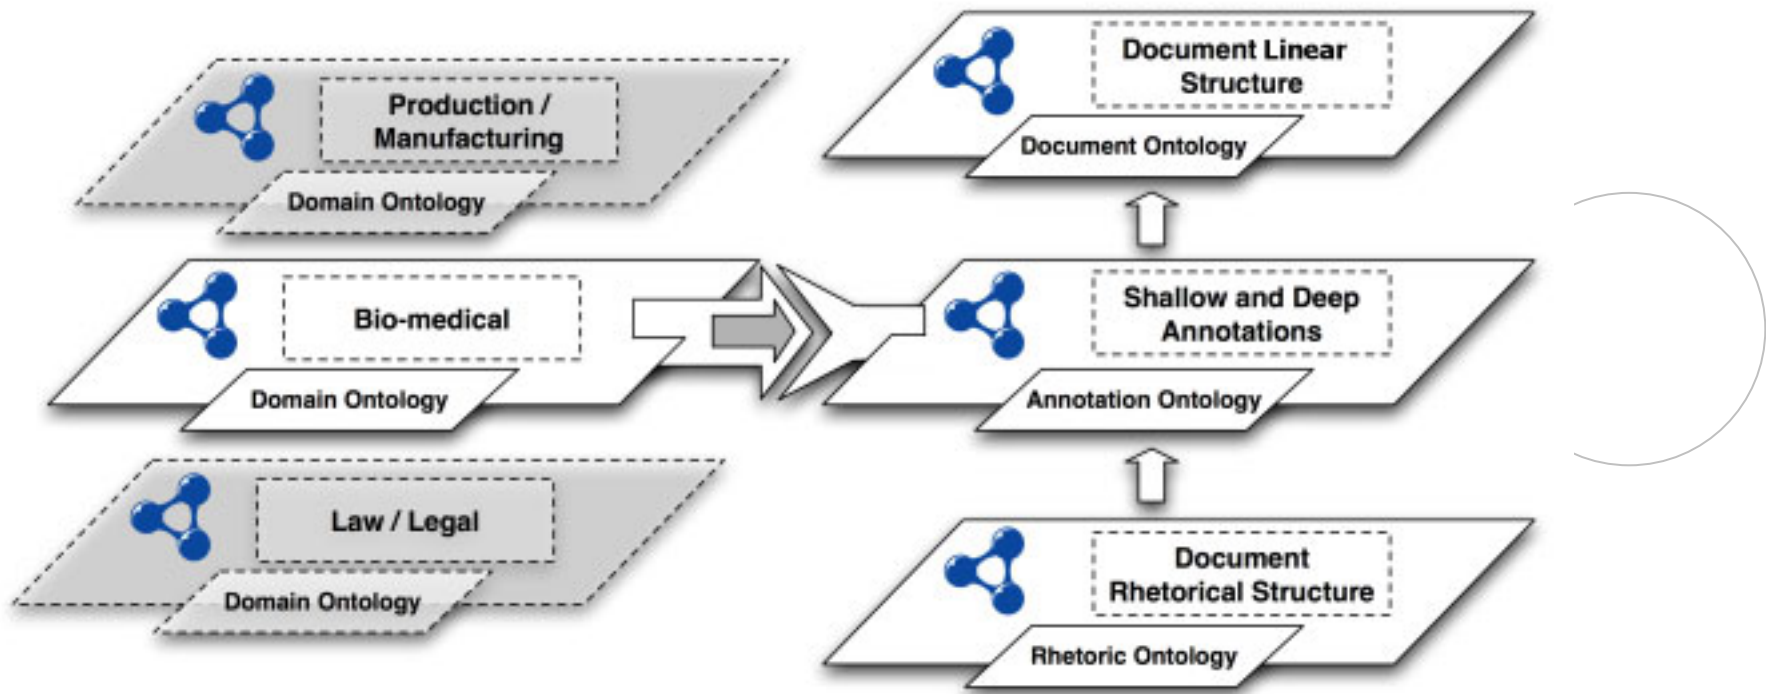 Production /
Manufacturing
Domain Ontology
Bio-medical
Domain Ontology
Law / Legal
Domain Ontology
Document Linear
Structure
Document Ontology
Shallow and Deep
Annotations
Annotation Ontology
Document
Rhetorical Structure
Rhetoric Ontology